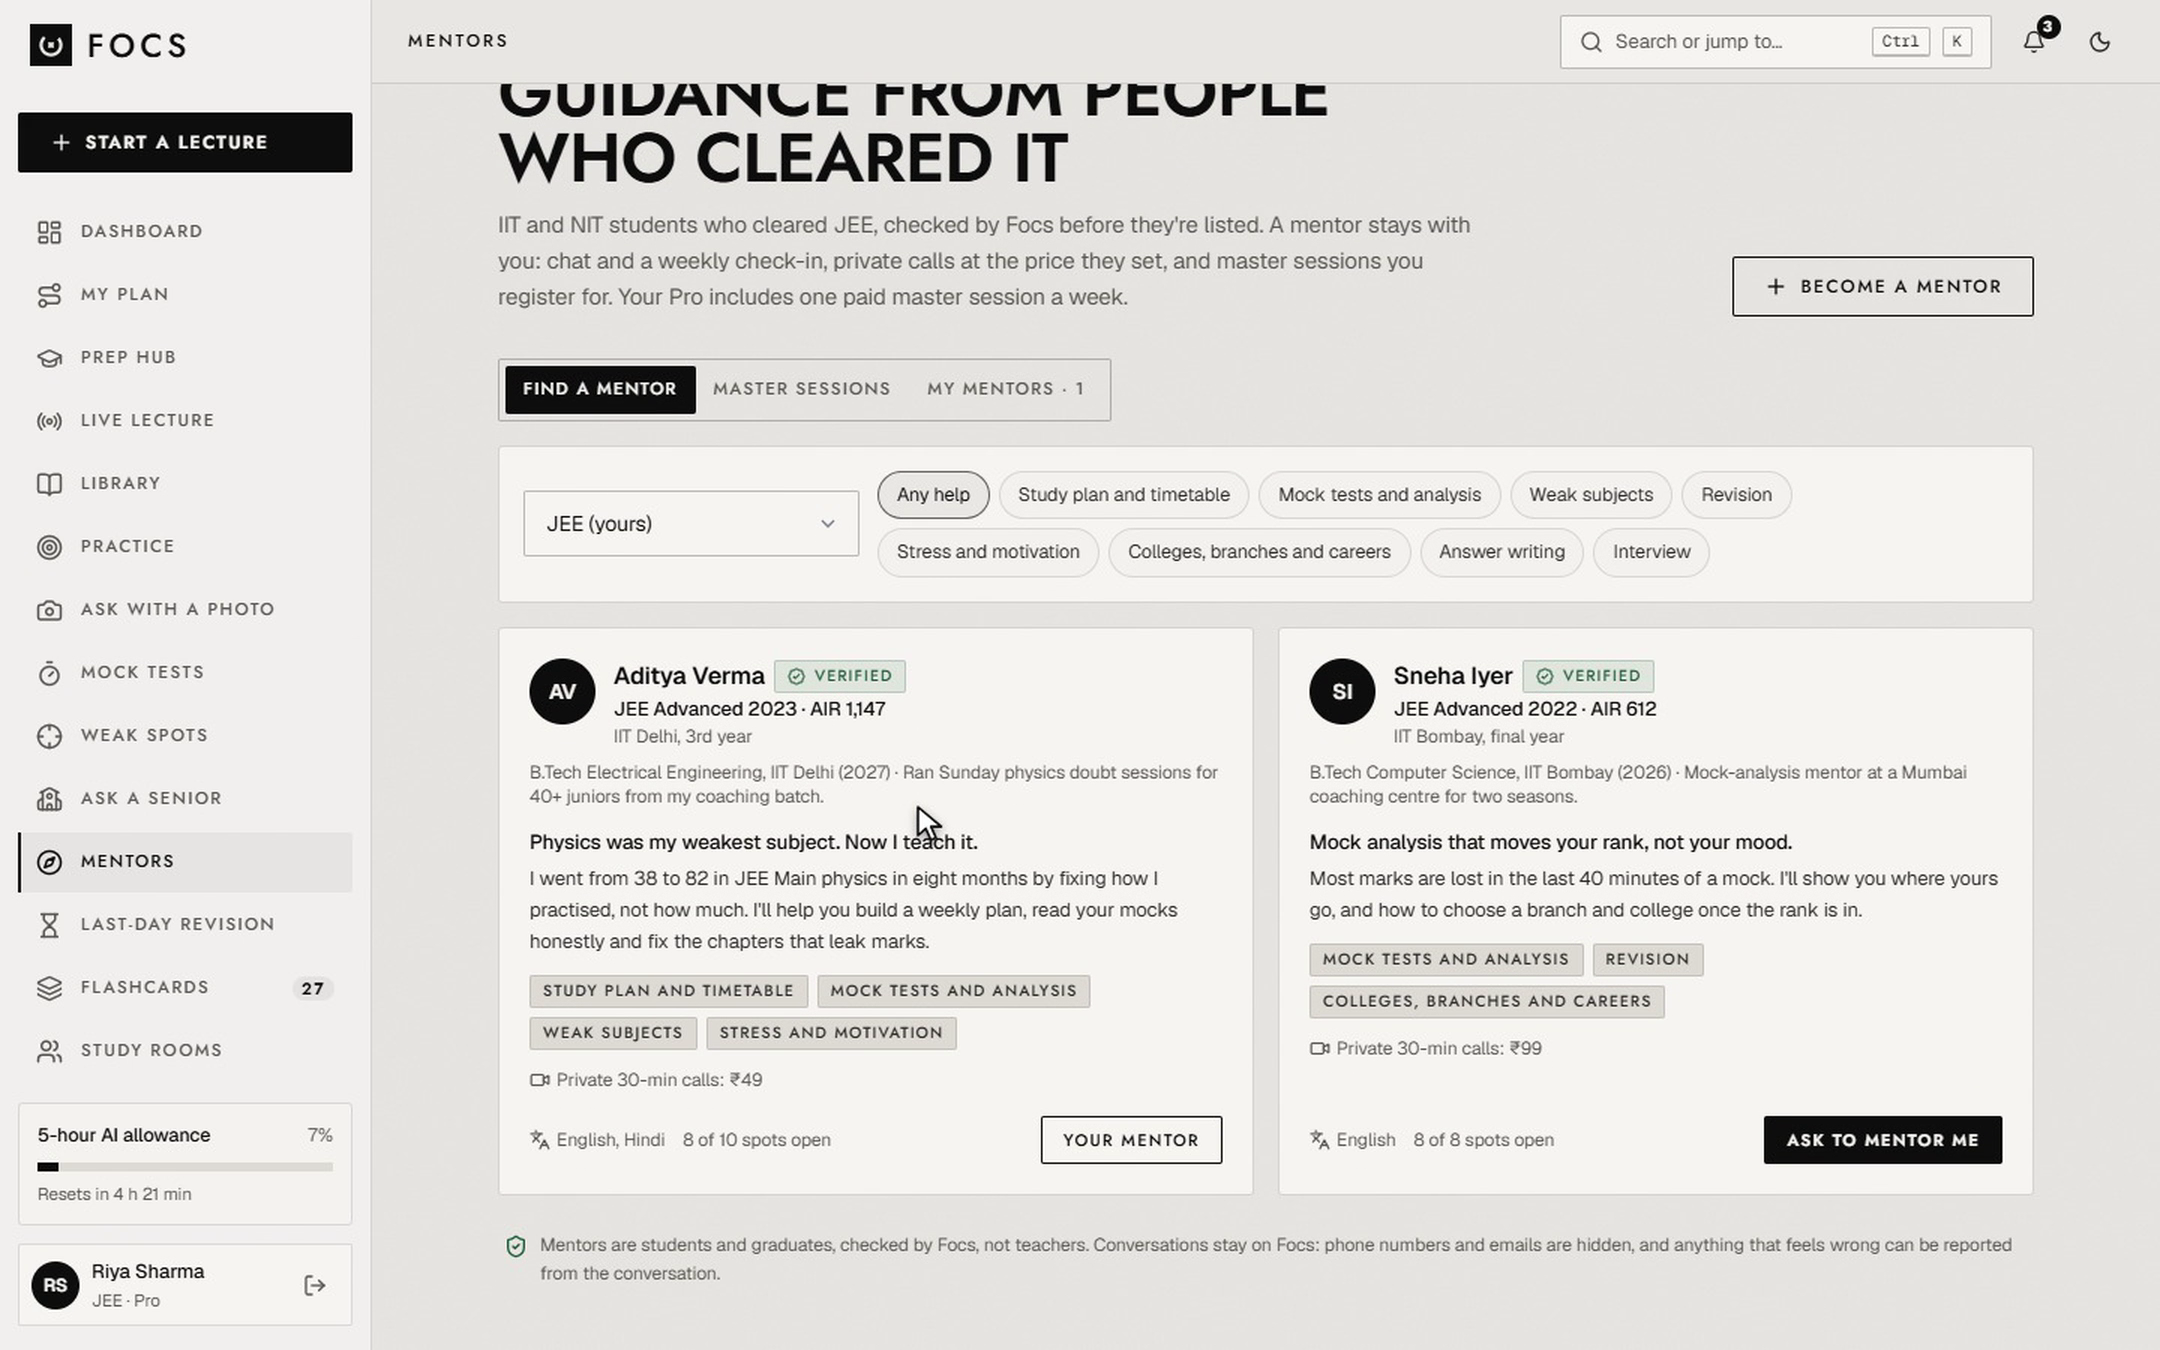 FOCS
START A LECTURE
DASHBOARD
MY PLAN
PREP HUB
LIVE LECTURE
LIBRARY
PRACTICE
ASK WITH A PHOTO
MOCK TESTS
WEAK SPOTS
ASK A SENIOR
MENTORS
LAST-DAY REVISION
FLASHCARDS 27
STUDY ROOMS
5-hour AI allowance 7%
Resets in 4 h 21 min
RS Riya Sharma
JEE · Pro
MENTORS
Search or jump to... Ctrl K
3
GUIDANCE FROM PEOPLE
WHO CLEARED IT
IIT and NIT students who cleared JEE, checked by Focs before they're listed. A mentor stays with
you: chat and a weekly check-in, private calls at the price they set, and master sessions you
register for. Your Pro includes one paid master session a week.
BECOME A MENTOR
FIND A MENTOR MASTER SESSIONS MY MENTORS · 1
JEE (yours)
Any help Study plan and timetable Mock tests and analysis Weak subjects Revision
Stress and motivation Colleges, branches and careers Answer writing Interview
AV Aditya Verma VERIFIED
JEE Advanced 2023 · AIR 1,147
IIT Delhi, 3rd year
B.Tech Electrical Engineering, IIT Delhi (2027) · Ran Sunday physics doubt sessions for
40+ juniors from my coaching batch.
Physics was my weakest subject. Now I teach it.
I went from 38 to 82 in JEE Main physics in eight months by fixing how I
practised, not how much. I'll help you build a weekly plan, read your mocks
honestly and fix the chapters that leak marks.
STUDY PLAN AND TIMETABLE MOCK TESTS AND ANALYSIS
WEAK SUBJECTS STRESS AND MOTIVATION
Private 30-min calls: ₹49
English, Hindi 8 of 10 spots open YOUR MENTOR
SI Sneha Iyer VERIFIED
JEE Advanced 2022 · AIR 612
IIT Bombay, final year
B.Tech Computer Science, IIT Bombay (2026) · Mock-analysis mentor at a Mumbai
coaching centre for two seasons.
Mock analysis that moves your rank, not your mood.
Most marks are lost in the last 40 minutes of a mock. I'll show you where yours
go, and how to choose a branch and college once the rank is in.
MOCK TESTS AND ANALYSIS REVISION
COLLEGES, BRANCHES AND CAREERS
Private 30-min calls: ₹99
English 8 of 8 spots open ASK TO MENTOR ME
Mentors are students and graduates, checked by Focs, not teachers. Conversations stay on Focs: phone numbers and emails are hidden, and anything that feels wrong can be reported
from the conversation.